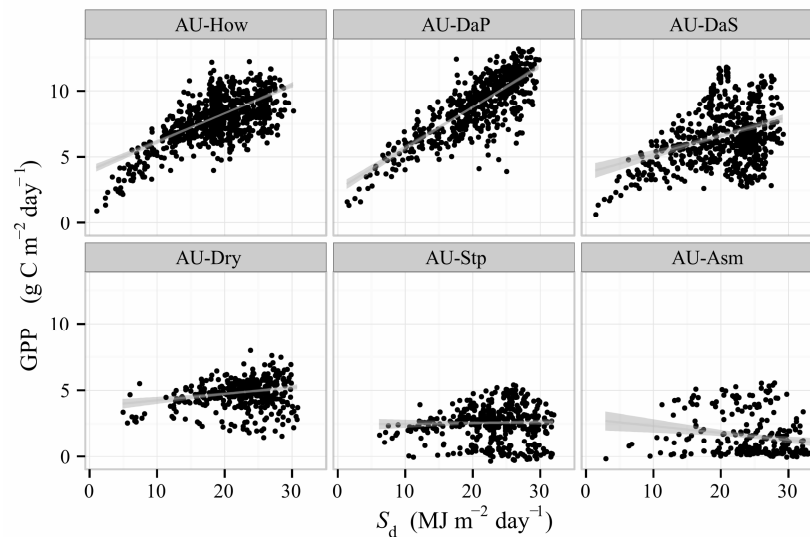 AU-How AU-DaP AU-DaS
10
5
0
AU-Dry AU-Stp AU-Asm
10
5
0
GPP (g C m⁻² day⁻¹)
0 10 20 30 0 10 20 30 0 10 20 30
S_d (MJ m⁻² day⁻¹)